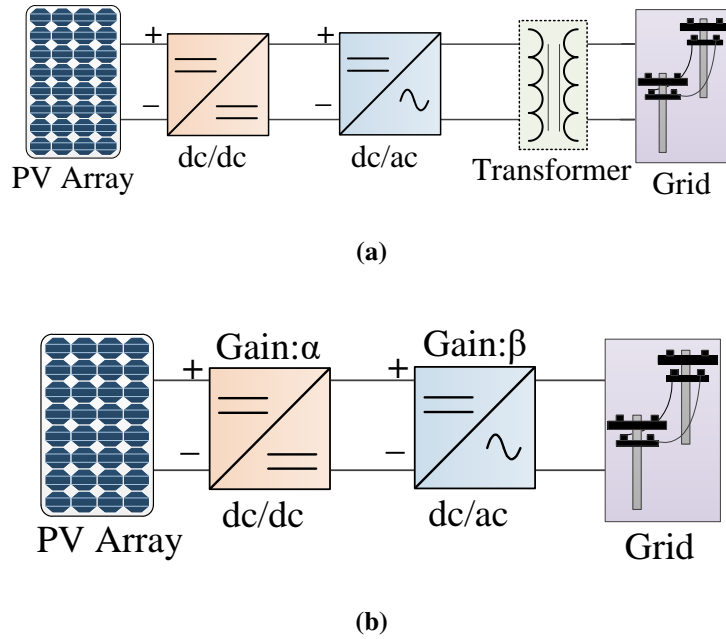 + +
− −
dc/dc dc/ac
PV Array Transformer Grid
(a)
Gain:α Gain:β
+ +
− −
dc/dc dc/ac
PV Array Grid
(b)